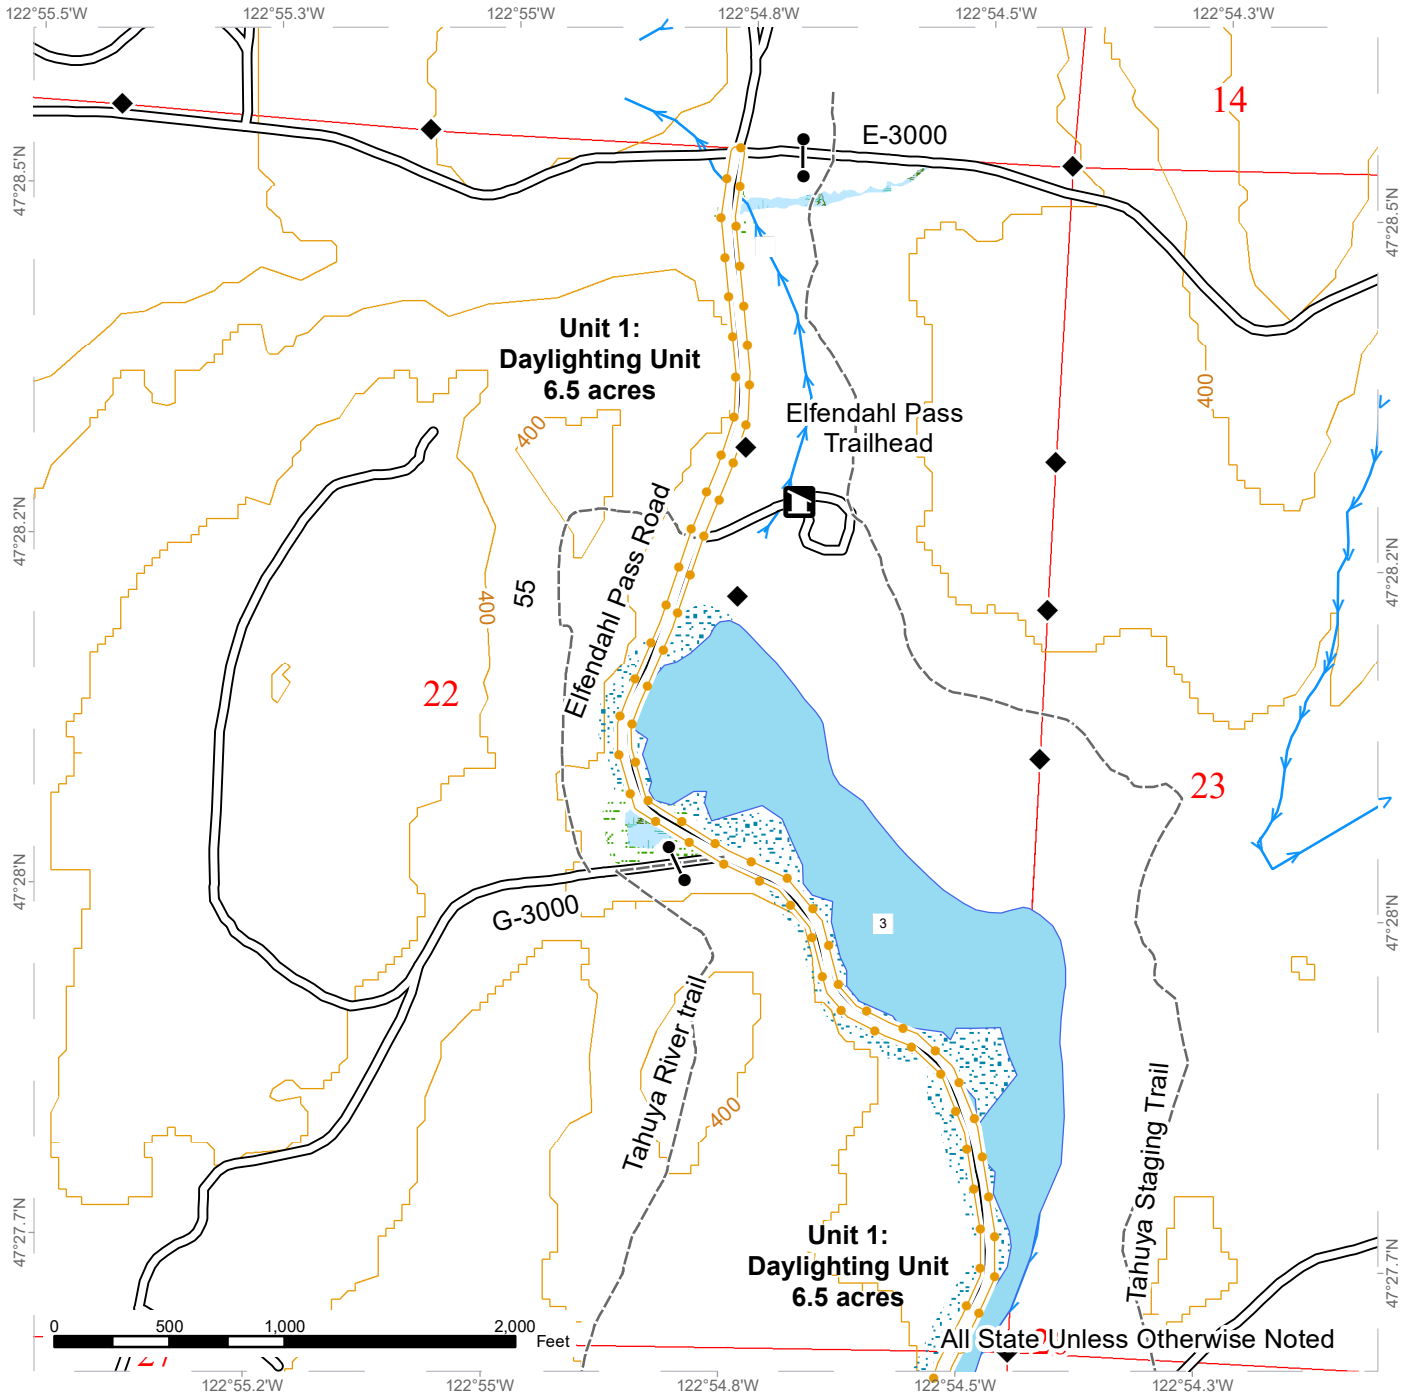 122°55.5'W
122°55.3'W
122°55'W
122°54.8'W
122°54.5'W
122°54.3'W
14
E-3000
47°28.5'N
47°28.5'N
Unit 1:
Daylighting Unit
6.5 acres
400
400
Elfendahl Pass
Trailhead
47°28.2'N
47°28.2'N
Elfendahl Pass Road
55
400
22
23
47°28'N
47°28'N
G-3000
3
Tahuya River trail
400
Tahuya Staging Trail
47°27.7'N
47°27.7'N
Unit 1:
Daylighting Unit
6.5 acres
0
500
1,000
2,000
Feet
All State Unless Otherwise Noted
122°55.2'W
122°55'W
122°54.8'W
122°54.5'W
122°54.3'W